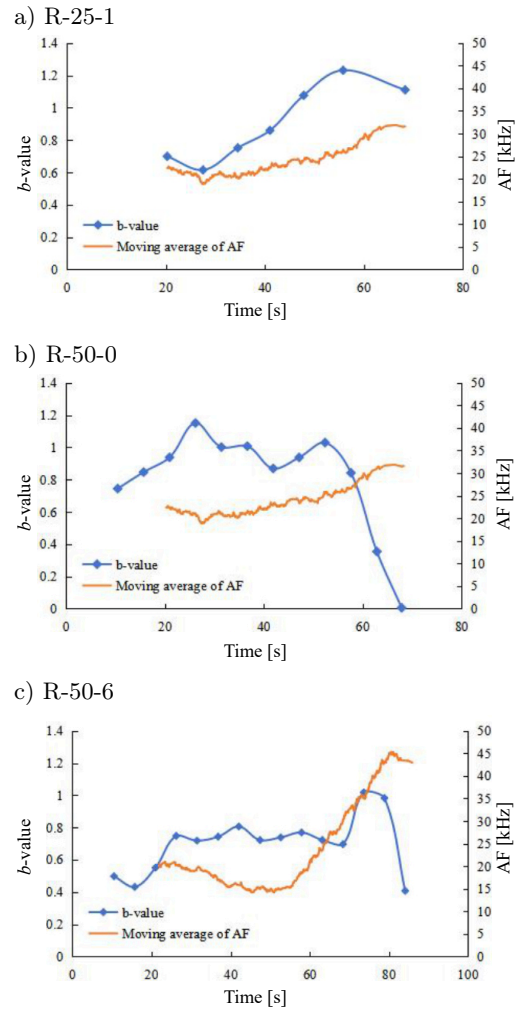 a) R-25-1
1.4
1.2
1
0.8
0.6
0.4
0.2
0
b-value
50
45
40
35
30
25
20
15
10
5
0
AF [kHz]
b-value
Moving average of AF
0 20 40 60 80
Time [s]
b) R-50-0
1.4
1.2
1
0.8
0.6
0.4
0.2
0
b-value
50
45
40
35
30
25
20
15
10
5
0
AF [kHz]
b-value
Moving average of AF
0 20 40 60 80
Time [s]
c) R-50-6
1.4
1.2
1
0.8
0.6
0.4
0.2
0
b-value
50
45
40
35
30
25
20
15
10
5
0
AF [kHz]
b-value
Moving average of AF
0 20 40 60 80 100
Time [s]